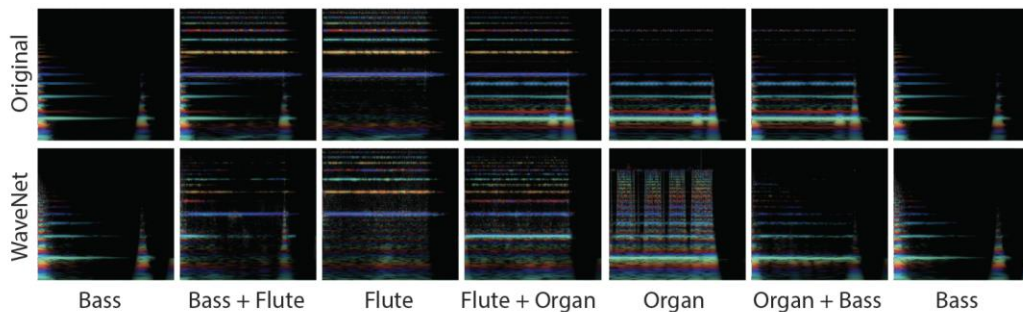 Original
WaveNet
Bass
Bass + Flute
Flute
Flute + Organ
Organ
Organ + Bass
Bass